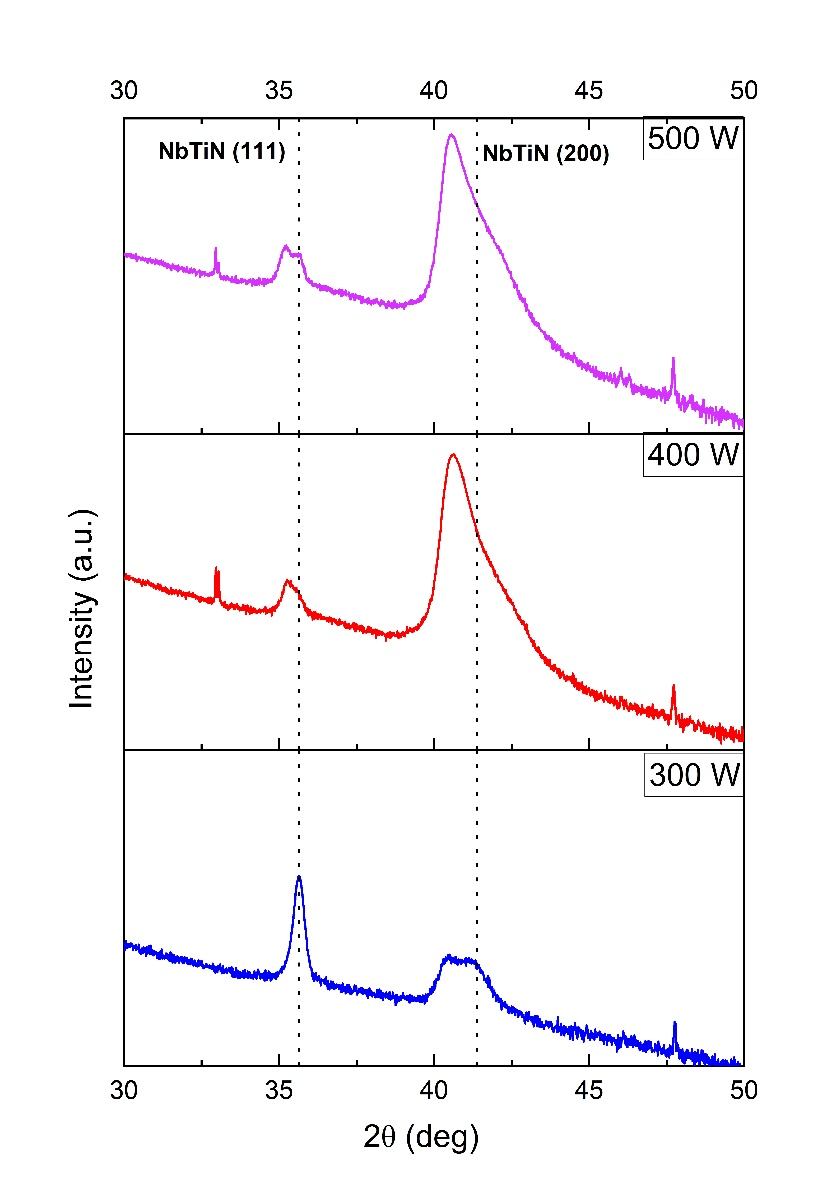 30 35 40 45 50
500 W
NbTiN (111)
NbTiN (200)
400 W
Intensity (a.u.)
300 W
30 35 40 45 50
2θ (deg)